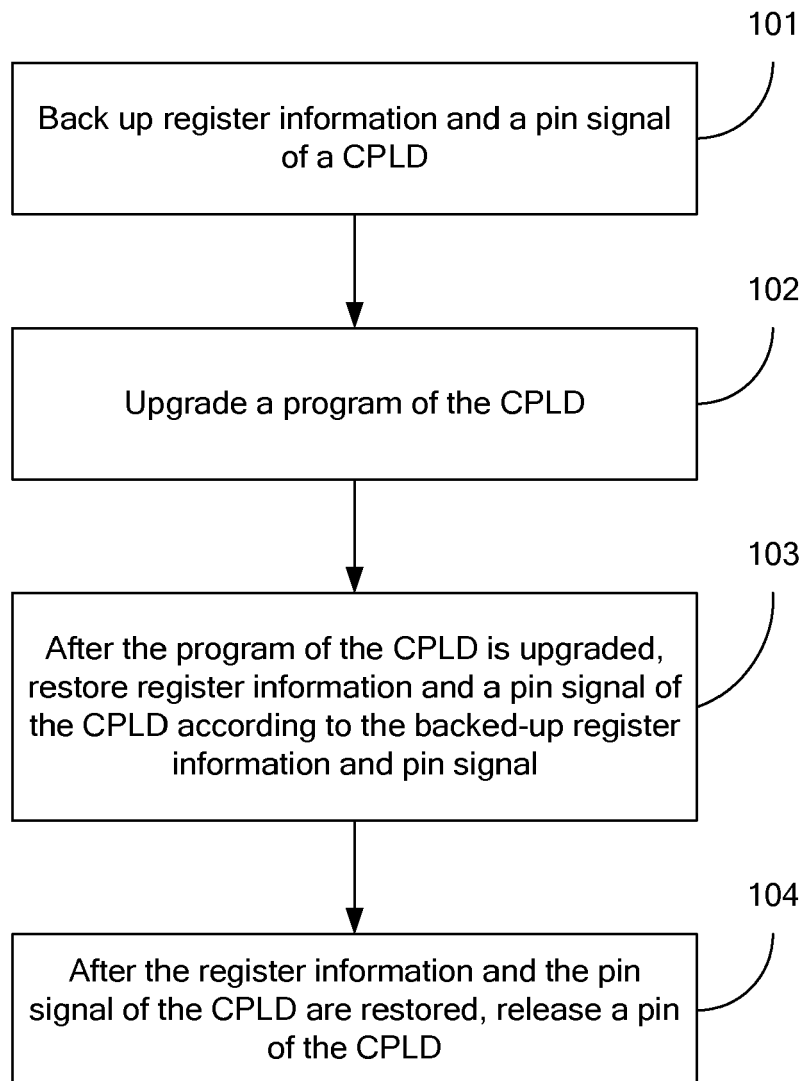 101
Back up register information and a pin signal
of a CPLD
102
Upgrade a program of the CPLD
103
After the program of the CPLD is upgraded,
restore register information and a pin signal of
the CPLD according to the backed-up register
information and pin signal
104
After the register information and the pin
signal of the CPLD are restored, release a pin
of the CPLD